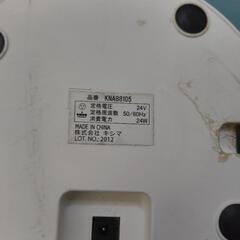 品番 KNA88105
定格電圧 24V
定格周波数 50/60Hz
消費電力 24W
MADE IN CHINA
株式会社 キシマ
LOT. NO.; 2012